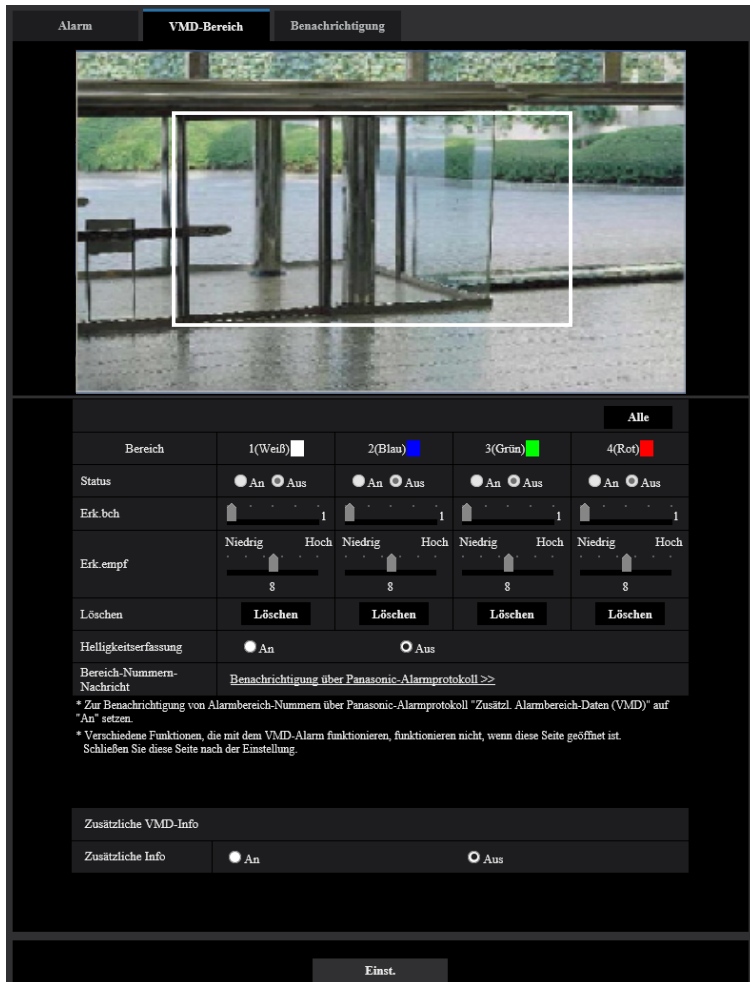 Alarm VMD-Bereich Benachrichtigung
Alle
Bereich 1(Weiß) 2(Blau) 3(Grün) 4(Rot)
Status An Aus An Aus An Aus An Aus
Erk.bch 1 1 1 1
Niedrig Hoch Niedrig Hoch Niedrig Hoch Niedrig Hoch
Erk.empf
8 8 8 8
Löschen Löschen Löschen Löschen Löschen
Helligkeitserfassung An Aus
Bereich-Nummern-
Nachricht Benachrichtigung über Panasonic-Alarmprotokoll >>
* Zur Benachrichtigung von Alarmbereich-Nummern über Panasonic-Alarmprotokoll "Zusätzl. Alarmbereich-Daten (VMD)" auf
"An" setzen.
* Verschiedene Funktionen, die mit dem VMD-Alarm funktionieren, funktionieren nicht, wenn diese Seite geöffnet ist.
Schließen Sie diese Seite nach der Einstellung.
Zusätzliche VMD-Info
Zusätzliche Info An Aus
Einst.